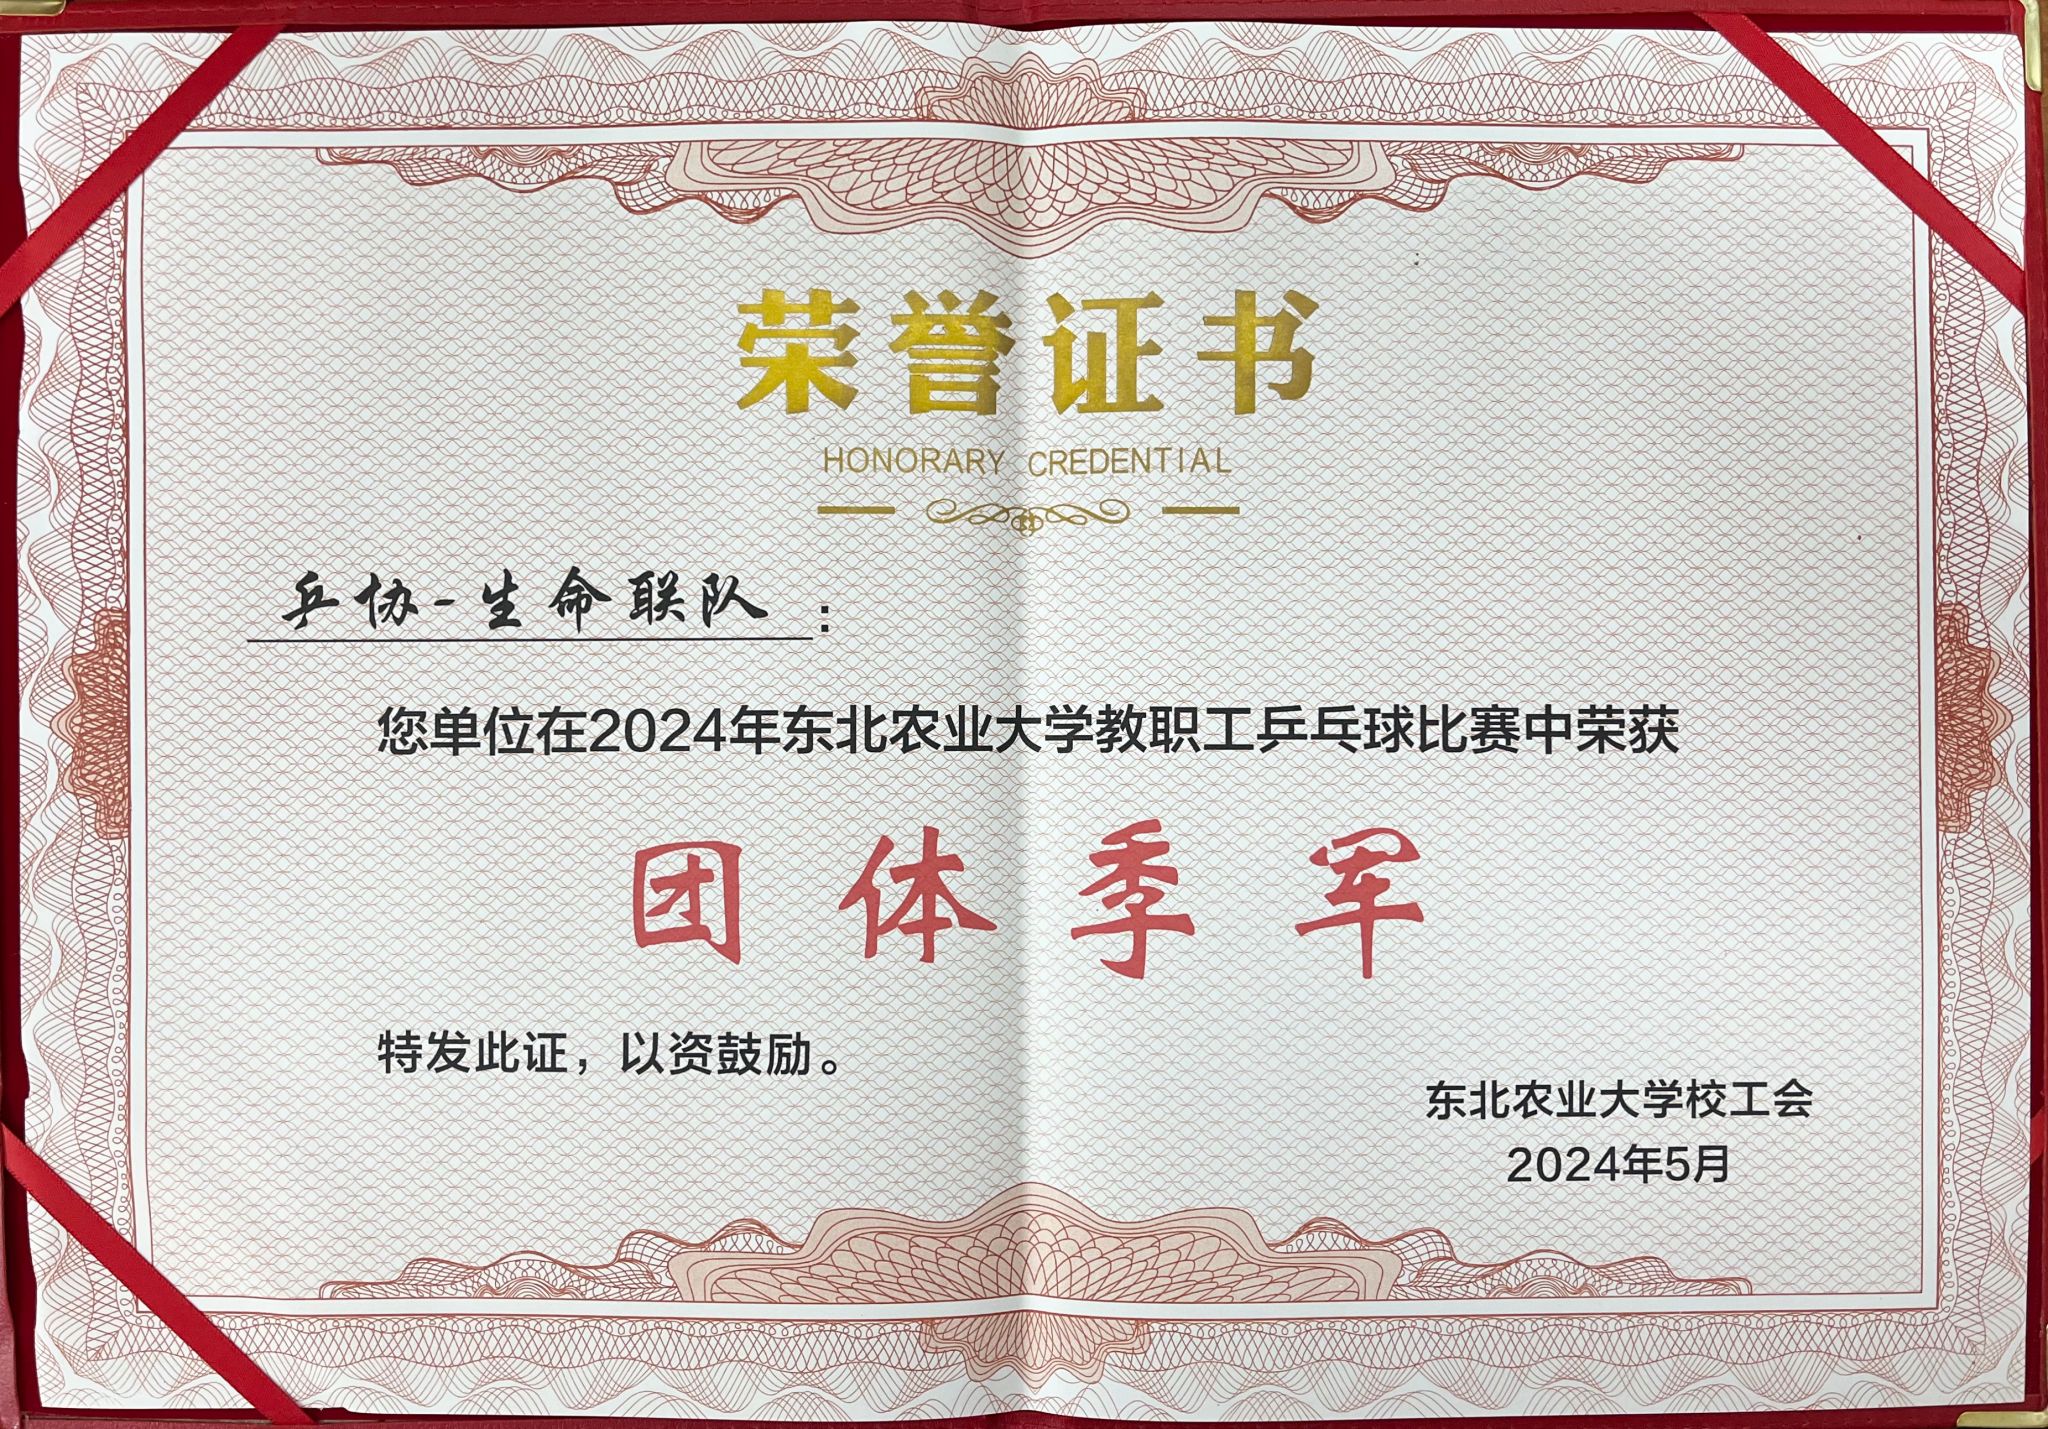 荣誉证书
HONORARY CREDENTIAL
乒协-生命联队：
您单位在2024年东北农业大学教职工乒乓球比赛中荣获
团体季军
特发此证，以资鼓励。
东北农业大学校工会
2024年5月